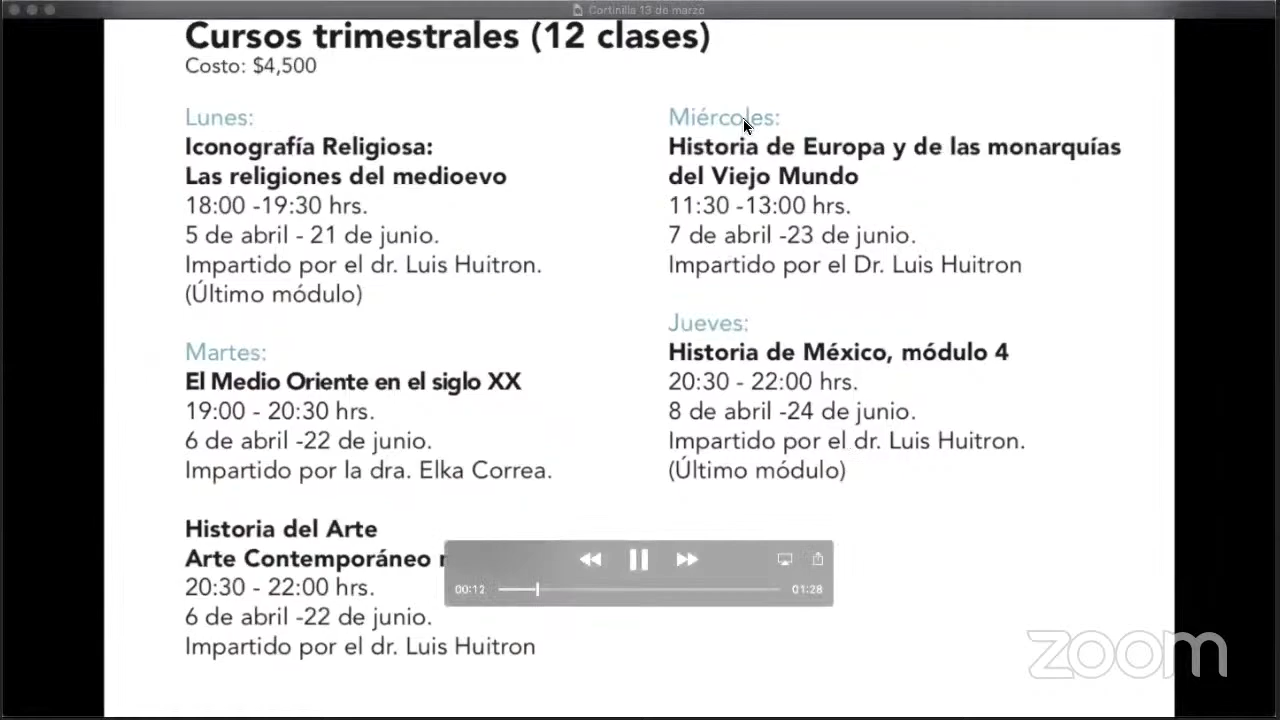 Cortinilla 13 de marzo
Cursos trimestrales (12 clases)
Costo: $4,500
Lunes:
Iconografía Religiosa:
Las religiones del medioevo
18:00 -19:30 hrs.
5 de abril - 21 de junio.
Impartido por el dr. Luis Huitron.
(Último módulo)
Martes:
El Medio Oriente en el siglo XX
19:00 - 20:30 hrs.
6 de abril -22 de junio.
Impartido por la dra. Elka Correa.
Historia del Arte
Arte Contemporáneo
20:30 - 22:00 hrs.
6 de abril -22 de junio.
Impartido por el dr. Luis Huitron
Miércoles:
Historia de Europa y de las monarquías
del Viejo Mundo
11:30 -13:00 hrs.
7 de abril -23 de junio.
Impartido por el Dr. Luis Huitron
Jueves:
Historia de México, módulo 4
20:30 - 22:00 hrs.
8 de abril -24 de junio.
Impartido por el dr. Luis Huitron.
(Último módulo)
00:12
01:28
zoom